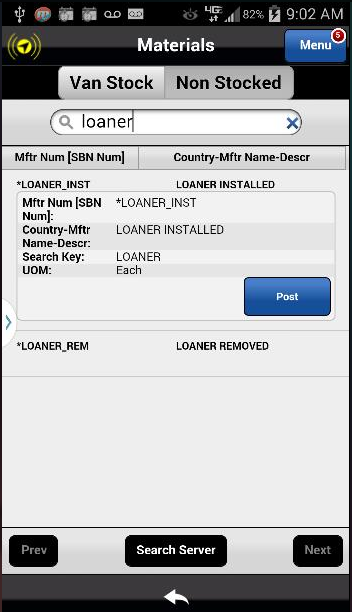 4G 82% 9:02 AM
Materials
Menu
5
Van Stock Non Stocked
loaner
Mftr Num [SBN Num] Country-Mftr Name-Descr
*LOANER_INST LOANER INSTALLED
Mftr Num [SBN *LOANER_INST
Num]:
Country-Mftr LOANER INSTALLED
Name-Descr:
Search Key: LOANER
UOM: Each
Post
*LOANER_REM LOANER REMOVED
Prev Search Server Next